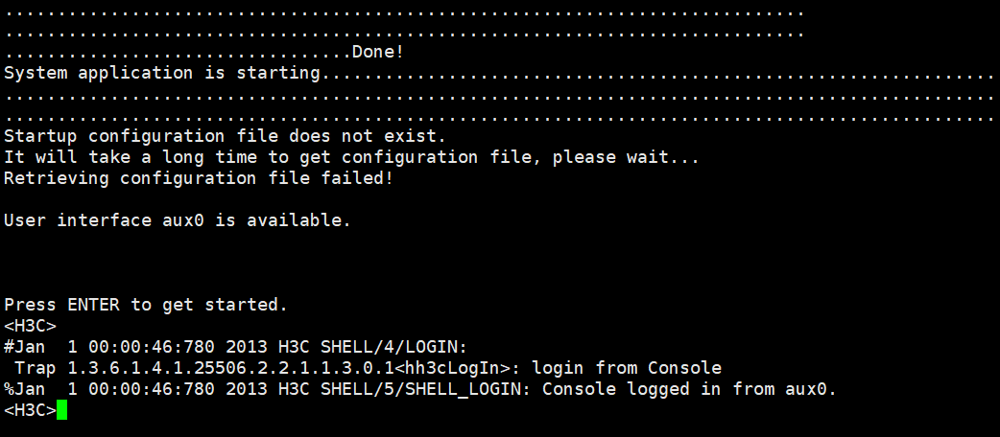 ............................................................................
............................................................................
.................................Done!
System application is starting................................................................
..............................................................................................
..............................................................................................
Startup configuration file does not exist.
It will take a long time to get configuration file, please wait...
Retrieving configuration file failed!
User interface aux0 is available.
Press ENTER to get started.
<H3C>
#Jan  1 00:00:46:780 2013 H3C SHELL/4/LOGIN:
 Trap 1.3.6.1.4.1.25506.2.2.1.1.3.0.1<hh3cLogIn>: login from Console
%Jan  1 00:00:46:780 2013 H3C SHELL/5/SHELL_LOGIN: Console logged in from aux0.
<H3C>